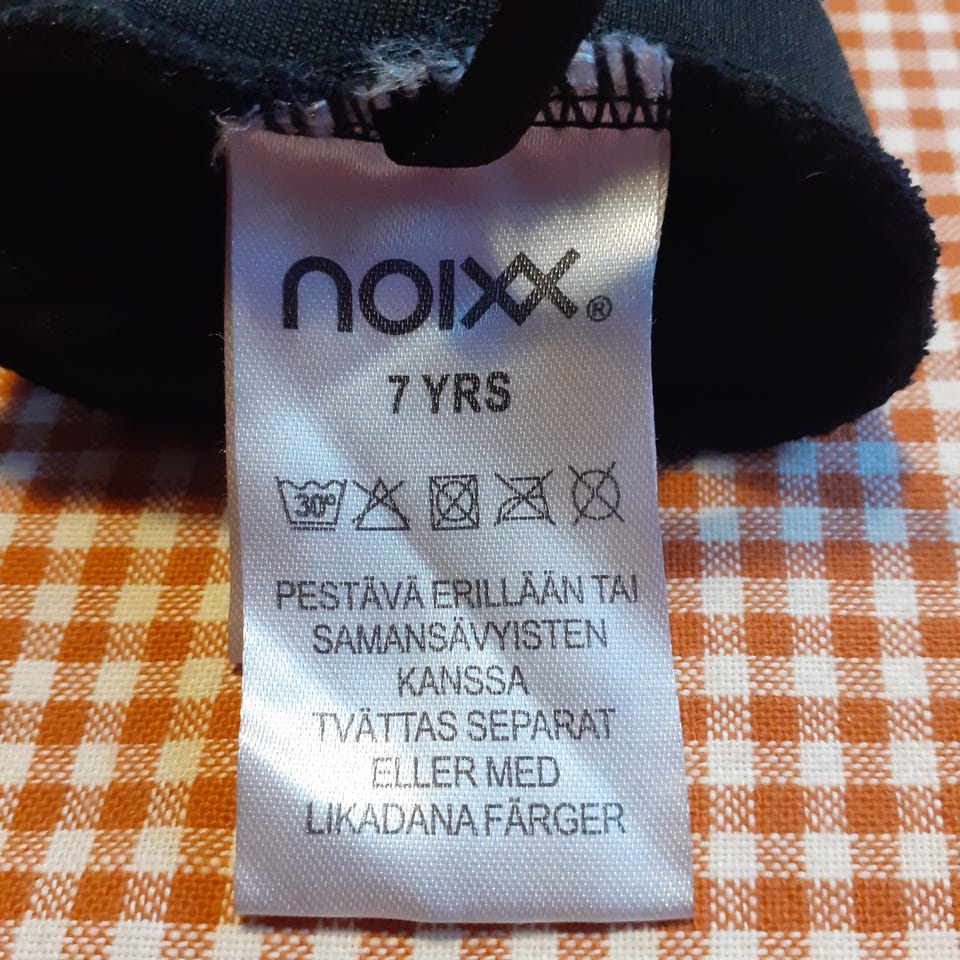 NOIXX®
7 YRS
30°
PESTÄVÄ ERILLÄÄN TAI
SAMANSÄVYISTEN
KANSSA
TVÄTTAS SEPARAT
ELLER MED
LIKADANA FÄRGER